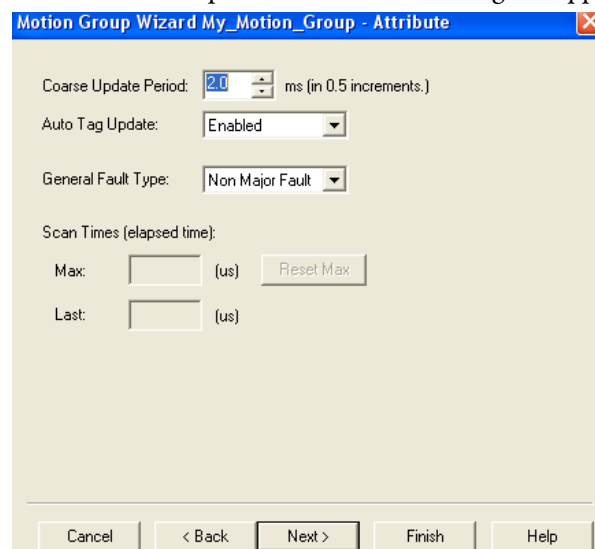 Motion Group Wizard My_Motion_Group - Attribute
Coarse Update Period: 2.0 ms (in 0.5 increments.)
Auto Tag Update: Enabled
General Fault Type: Non Major Fault
Scan Times (elapsed time):
Max: (us) Reset Max
Last: (us)
Cancel < Back Next > Finish Help